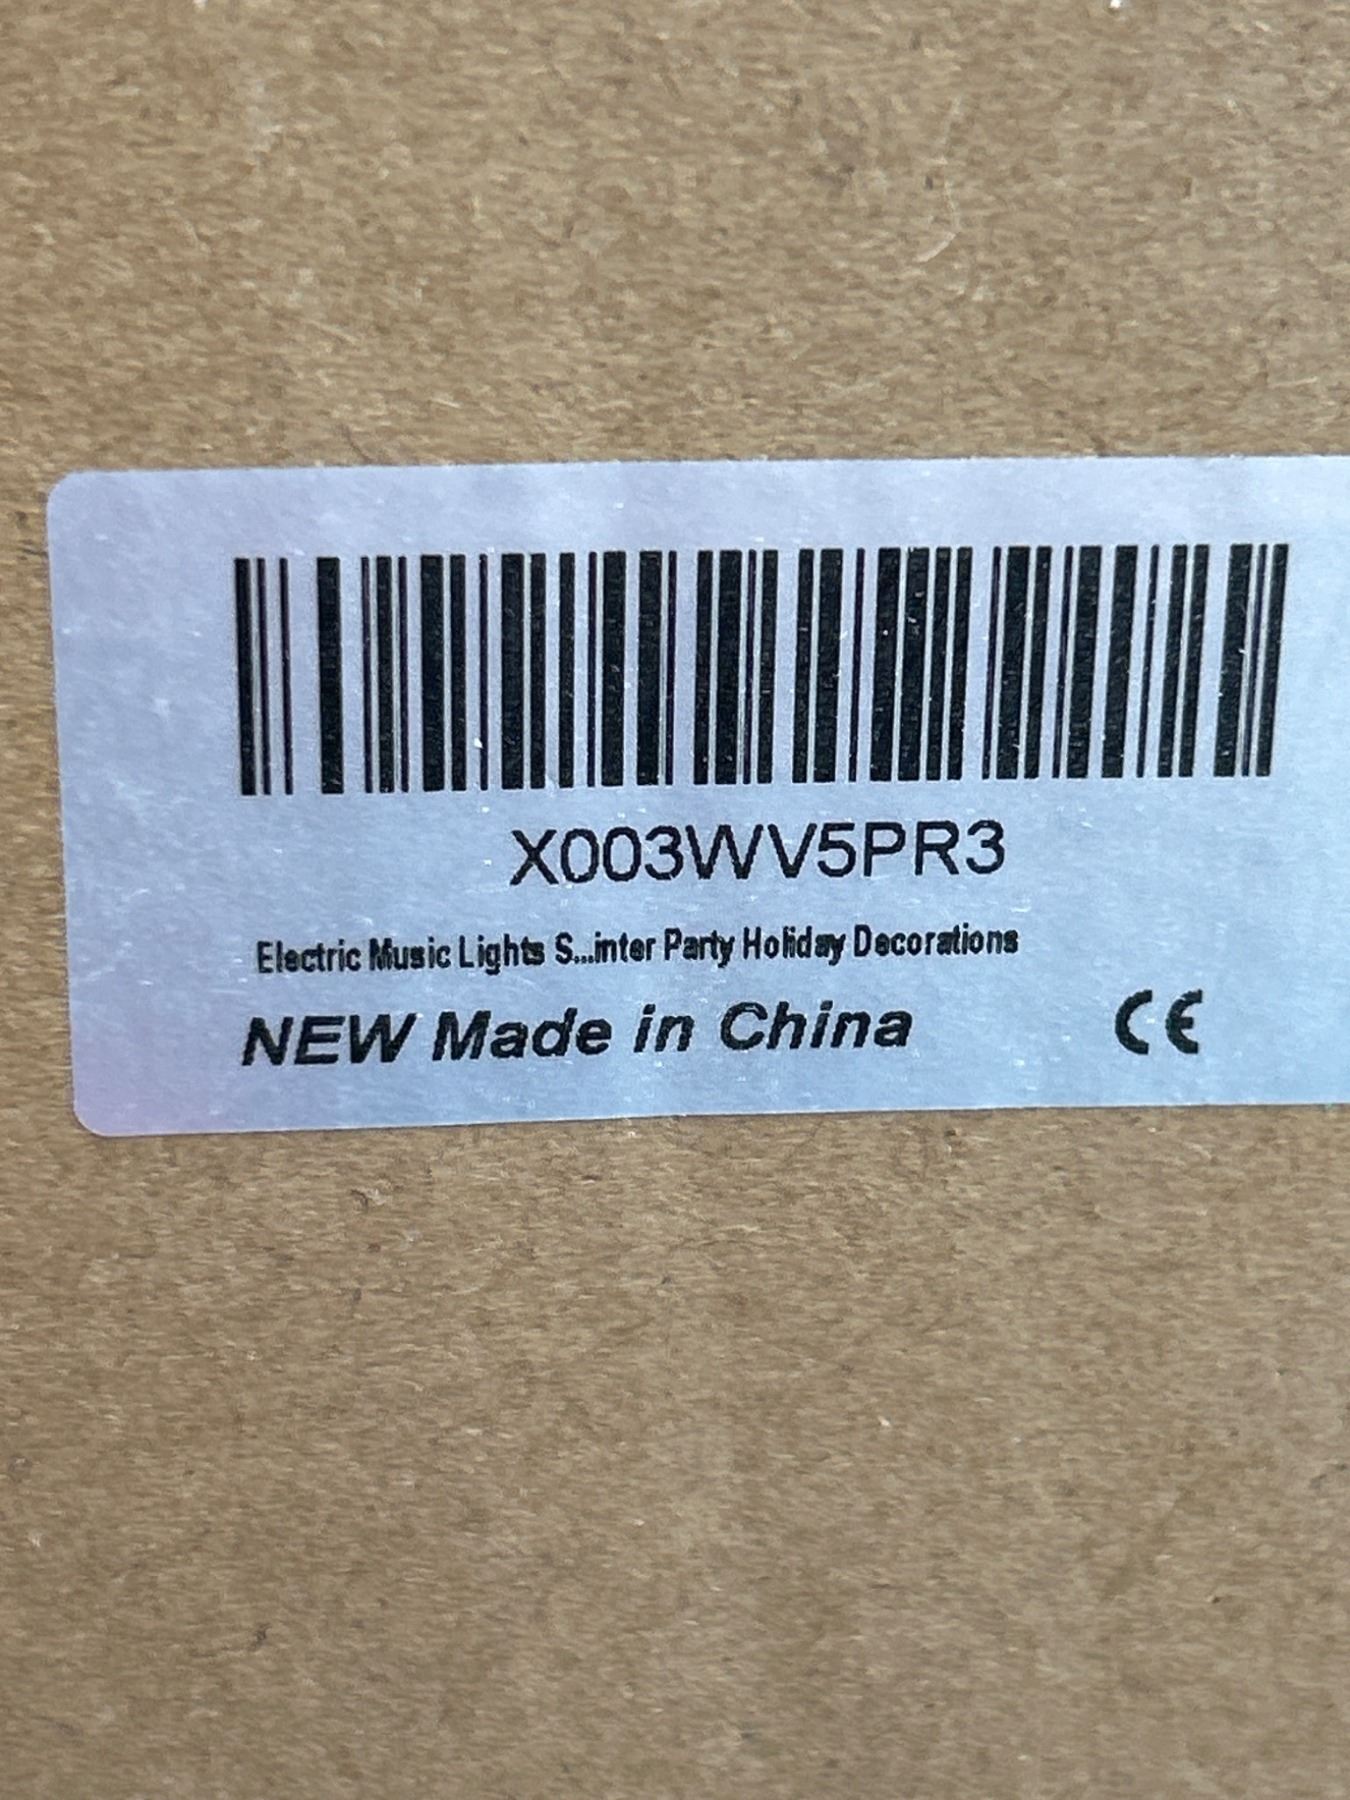 X003WV5PR3
Electric Music Lights S...inter Party Holiday Decorations
NEW Made in China CE